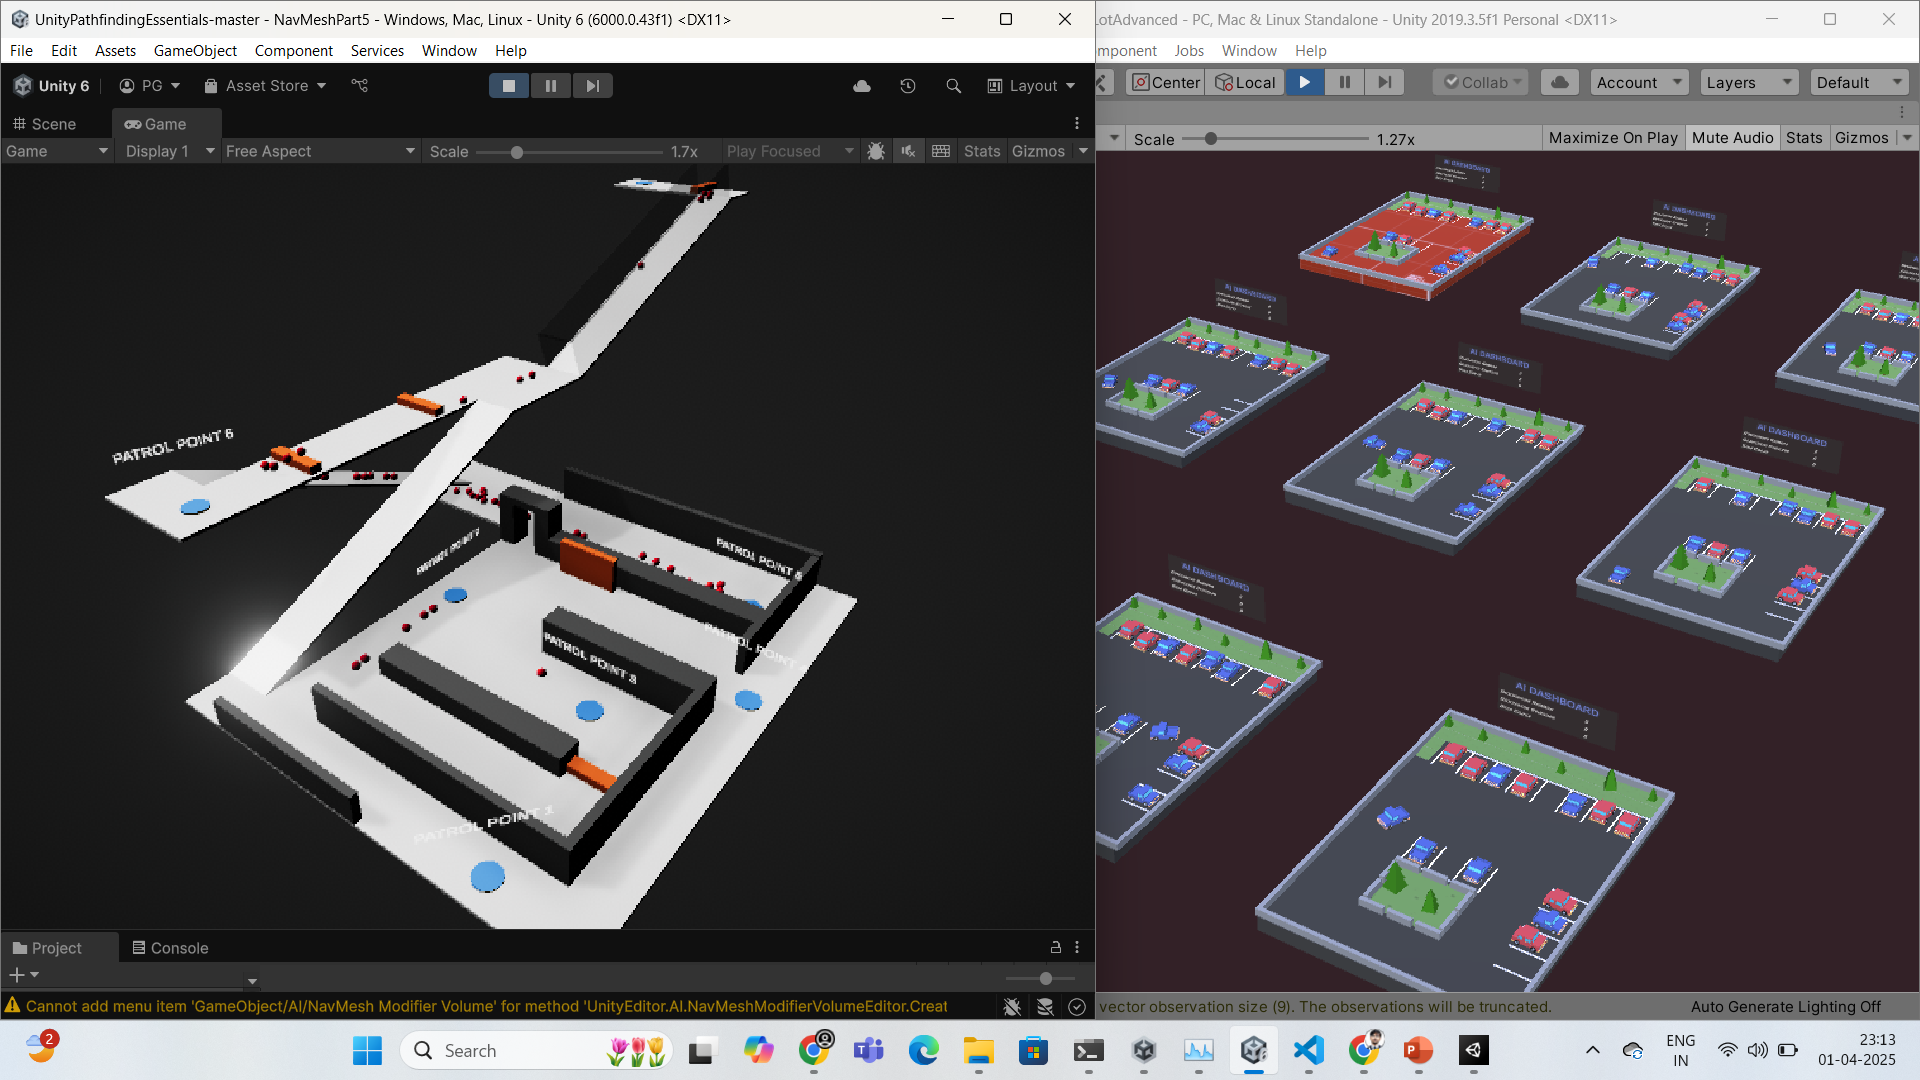 UnityPathfindingEssentials-master - NavMeshPart5 - Windows, Mac, Linux - Unity 6 (6000.0.43f1) <DX11>
LotAdvanced - PC, Mac & Linux Standalone - Unity 2019.3.5f1 Personal <DX11>
File Edit Assets GameObject Component Services Window Help
mponent Jobs Window Help
Unity 6 PG Asset Store Layout
Center Local Collab Account Layers Default
Scene Game
Game Display 1 Free Aspect Scale 1.7x Play Focused Stats Gizmos
Scale 1.27x Maximize On Play Mute Audio Stats Gizmos
AI DASHBOARD
AI DASHBOARD
AI DASHBOARD
AI DASHBOARD
AI DASHBOARD
AI DASHBOARD
AI DASHBOARD
PATROL POINT
PATROL POINT
PATROL POINT
PATROL POINT
PATROL POINT 3
PATROL POINT
Project Console
Cannot add menu item 'GameObject/AI/NavMesh Modifier Volume' for method 'UnityEditor.AI.NavMeshModifierVolumeEditor.Creat
vector observation size (9). The observations will be truncated.
Auto Generate Lighting Off
2
Search
ENG
IN
23:13
01-04-2025